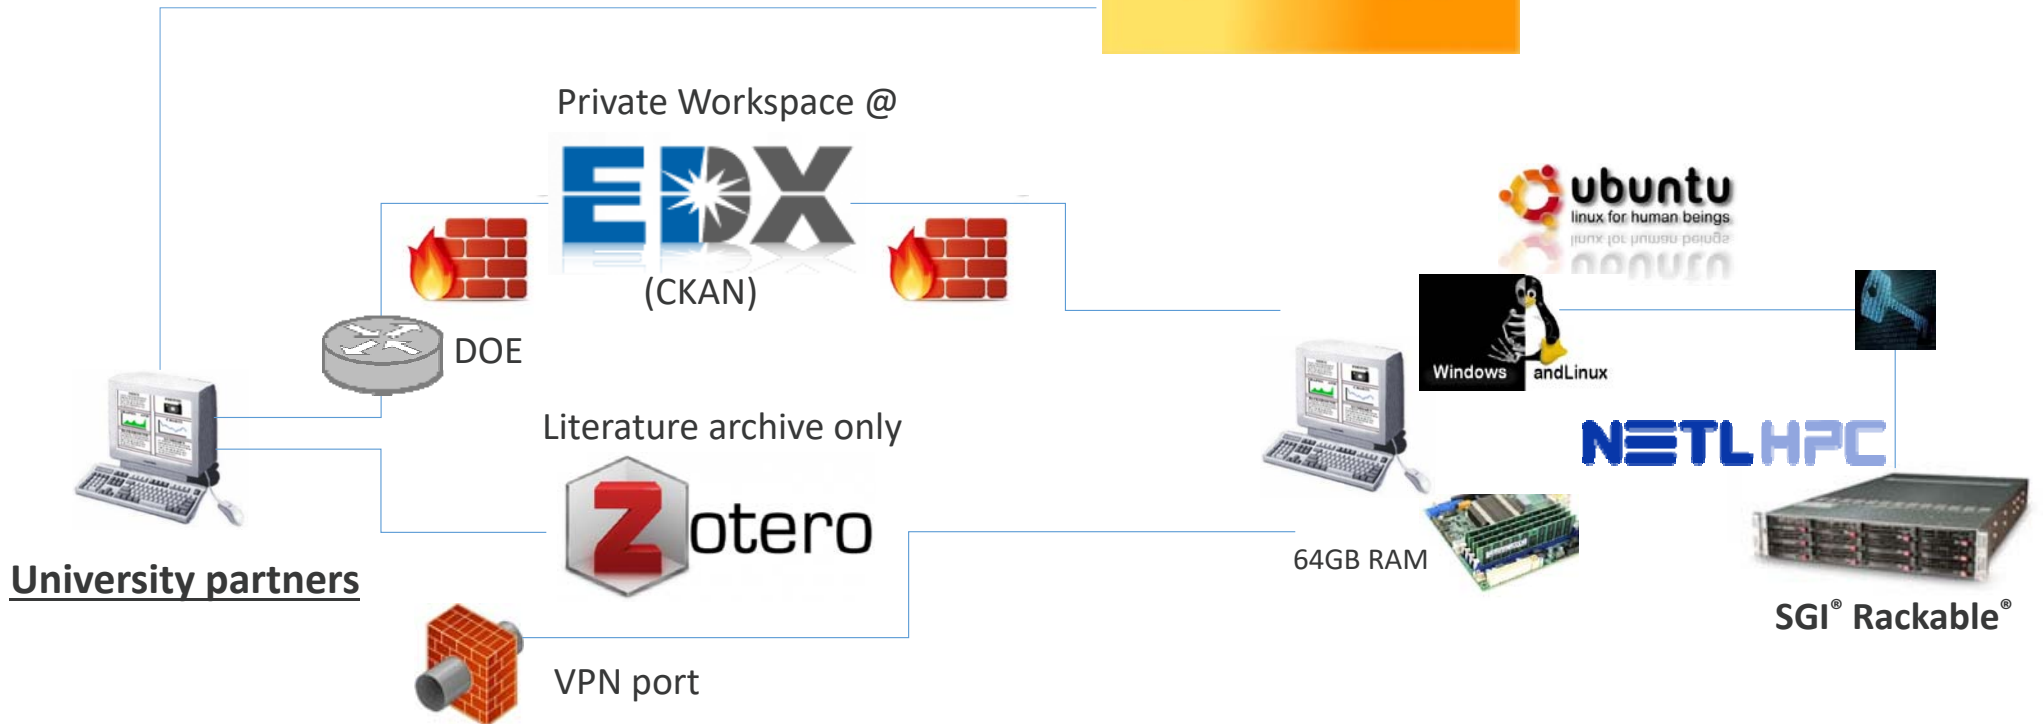 Private Workspace @
EDX
(CKAN)
ubuntu
linux for human beings
DOE
Windows andLinux
Literature archive only
NETL HPC
Zotero
64GB RAM
University partners
SGI® Rackable®
VPN port